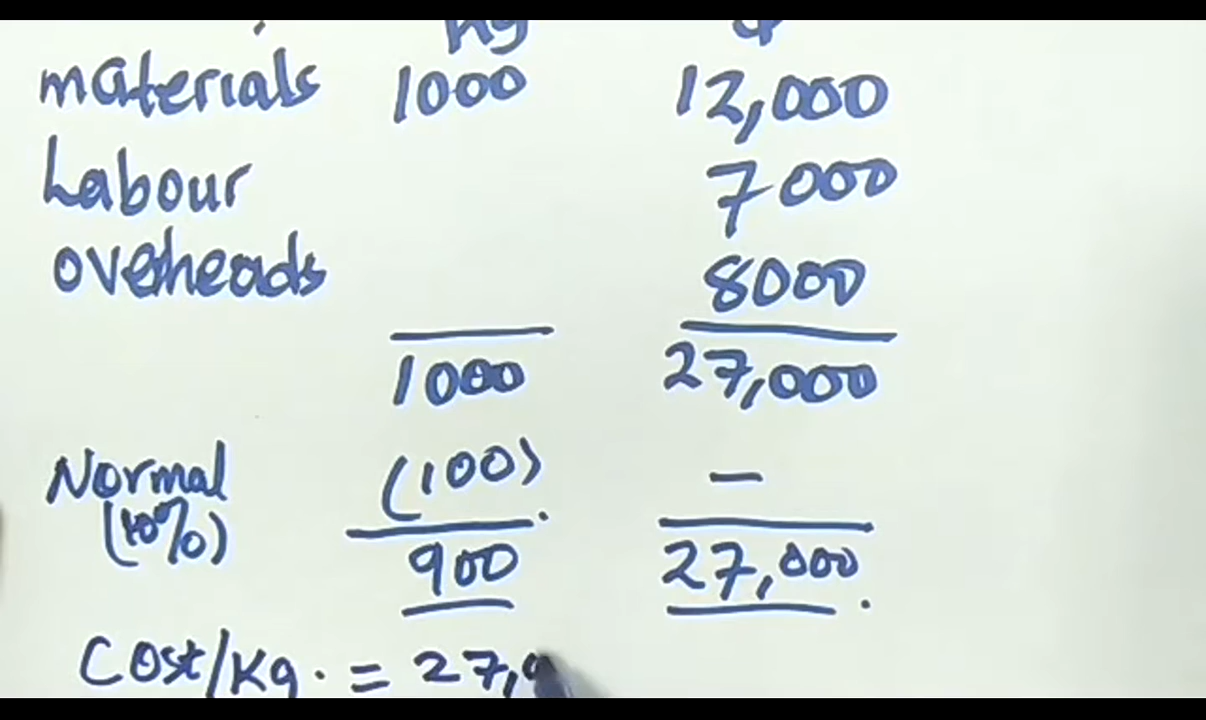 Kg
materials 1000 12,000
Labour 7000
overheads 8000
1000 27,000
Normal (100) –
(10%)
900 27,000.
Cost/Kg. = 27,